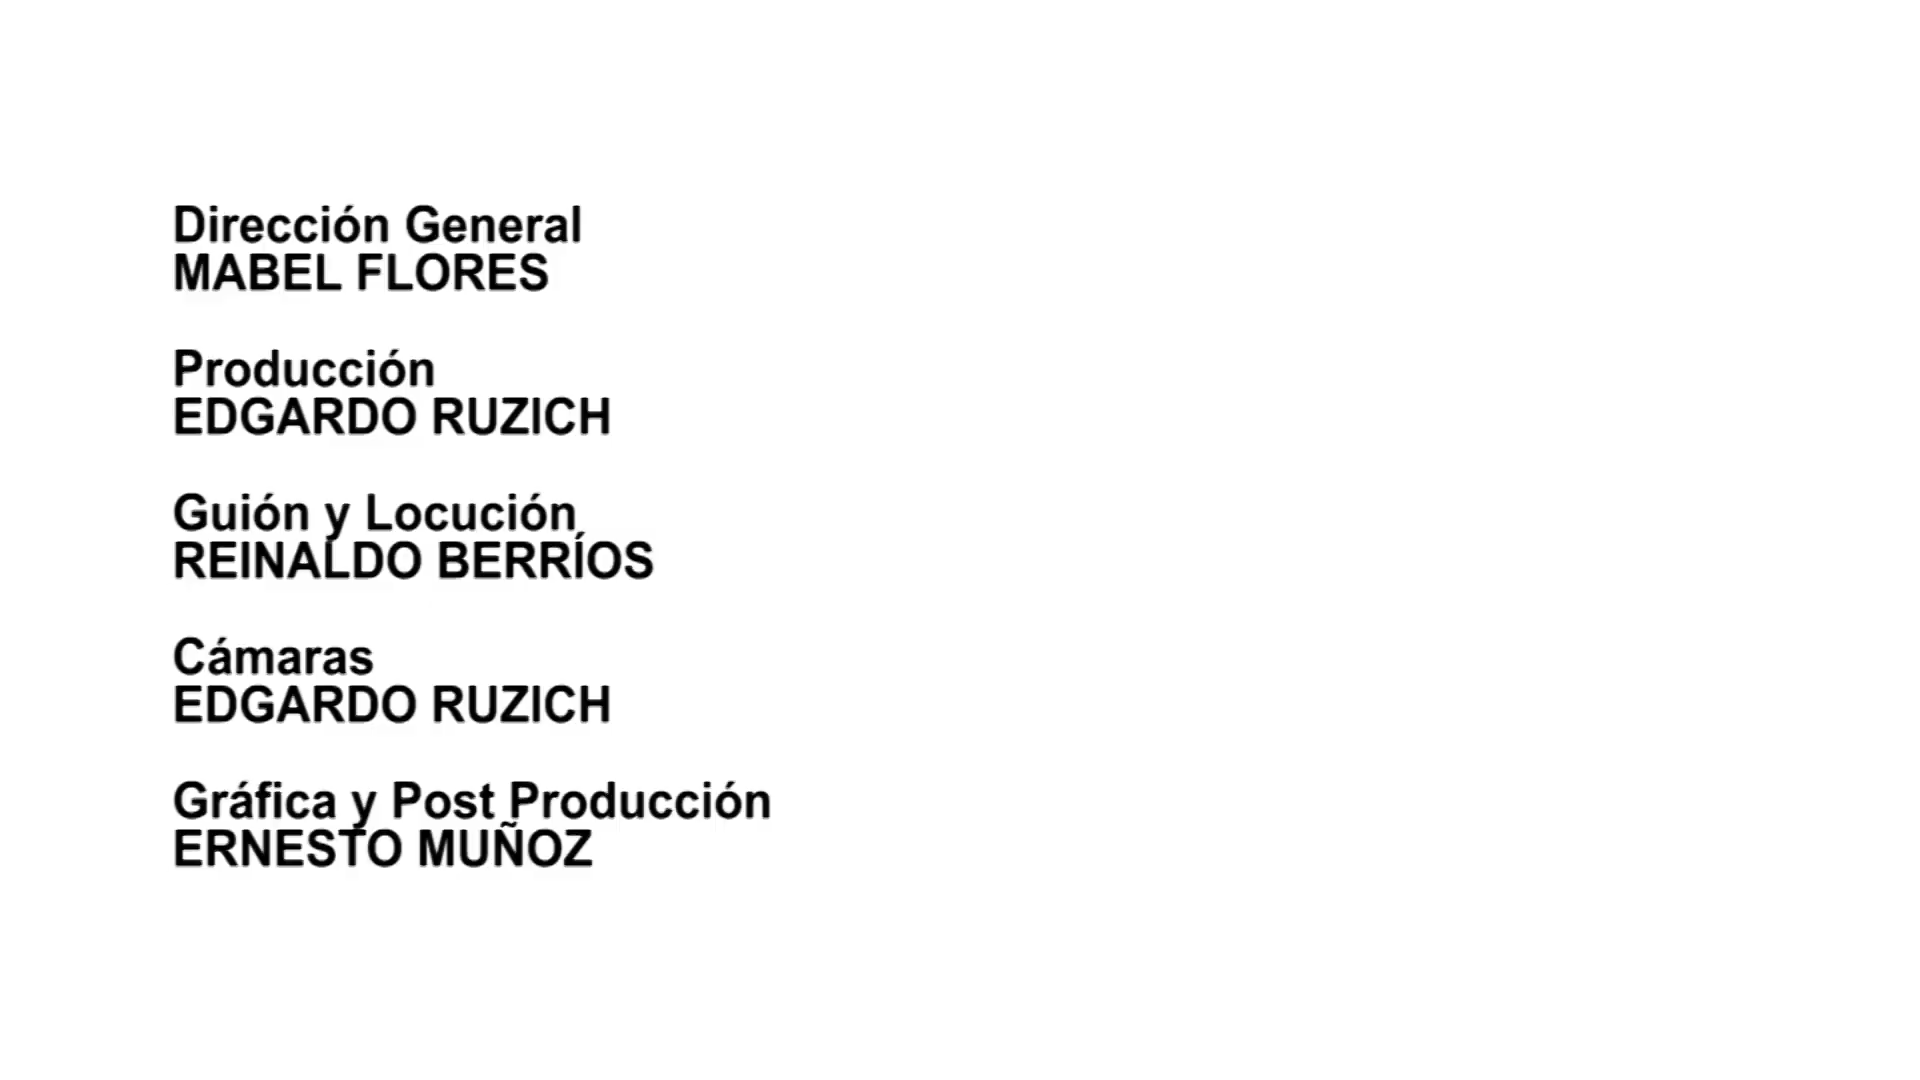 Dirección General
MABEL FLORES
Producción
EDGARDO RUZICH
Guión y Locución
REINALDO BERRÍOS
Cámaras
EDGARDO RUZICH
Gráfica y Post Producción
ERNESTO MUÑOZ